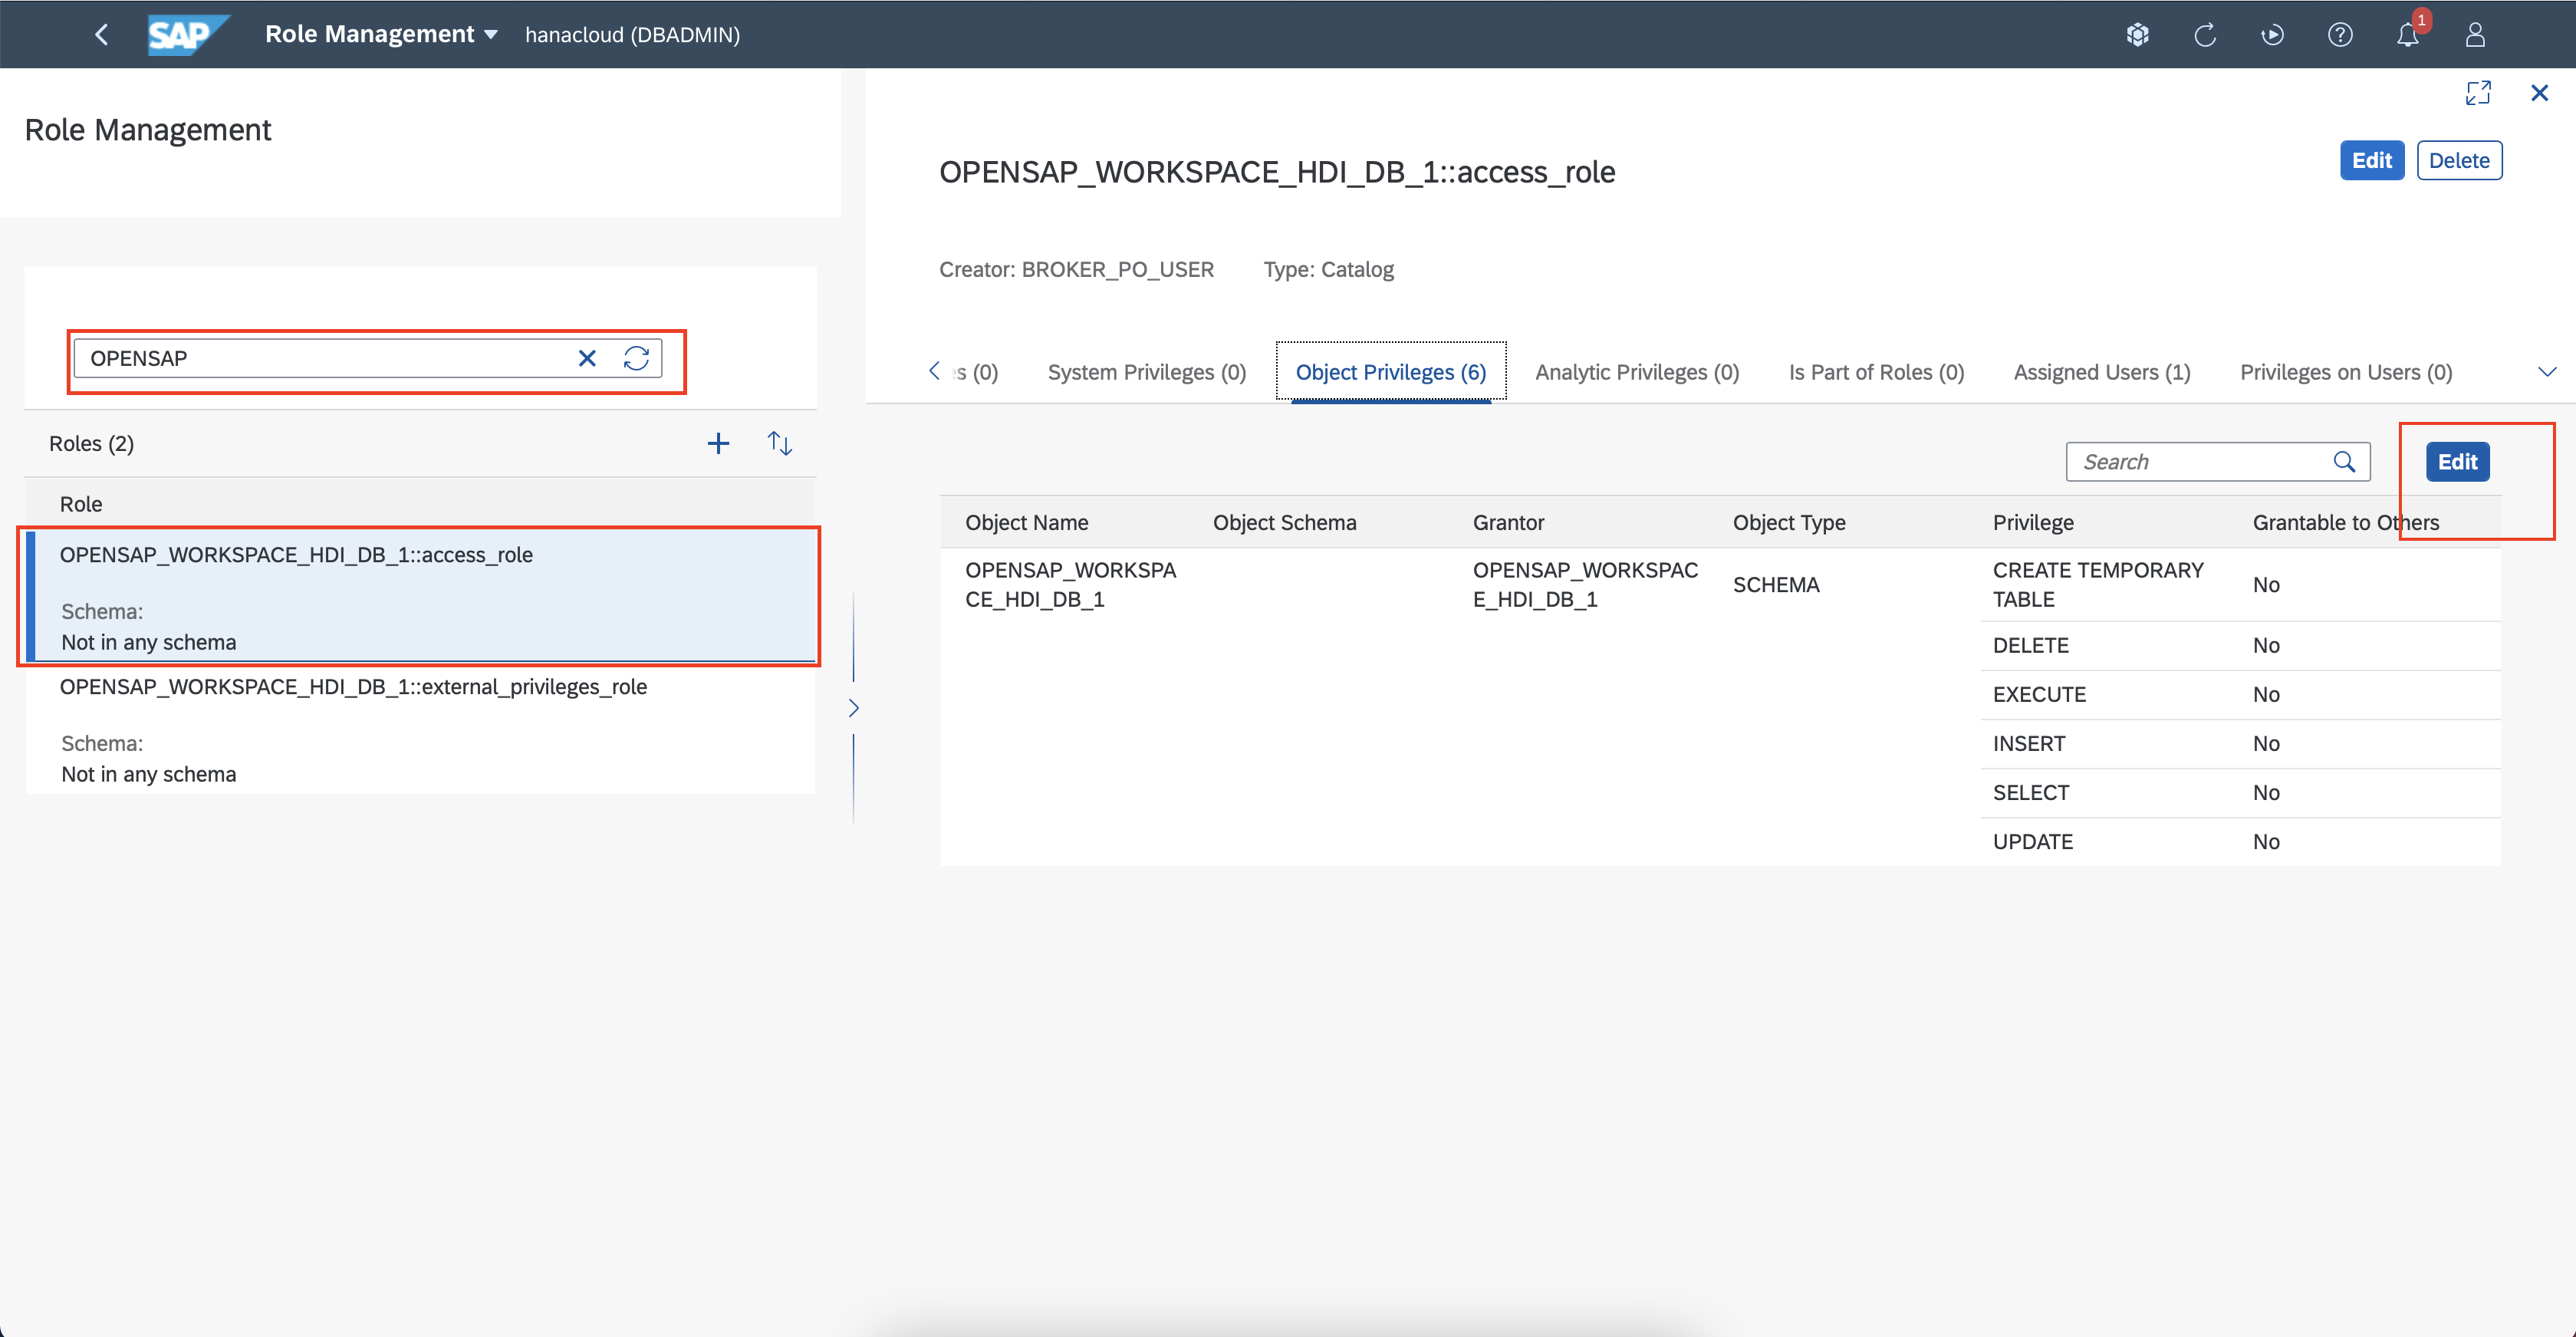 SAP
Role Management
hanacloud (DBADMIN)
1
Role Management
OPENSAP
Roles (2)
Role
OPENSAP_WORKSPACE_HDI_DB_1::access_role
Schema:
Not in any schema
OPENSAP_WORKSPACE_HDI_DB_1::external_privileges_role
Schema:
Not in any schema
OPENSAP_WORKSPACE_HDI_DB_1::access_role
Edit
Delete
Creator: BROKER_PO_USER
Type: Catalog
s (0)
System Privileges (0)
Object Privileges (6)
Analytic Privileges (0)
Is Part of Roles (0)
Assigned Users (1)
Privileges on Users (0)
Search
Edit
Object Name
Object Schema
Grantor
Object Type
Privilege
Grantable to Others
OPENSAP_WORKSPA
CE_HDI_DB_1
OPENSAP_WORKSPAC
E_HDI_DB_1
SCHEMA
CREATE TEMPORARY
TABLE
No
DELETE
No
EXECUTE
No
INSERT
No
SELECT
No
UPDATE
No